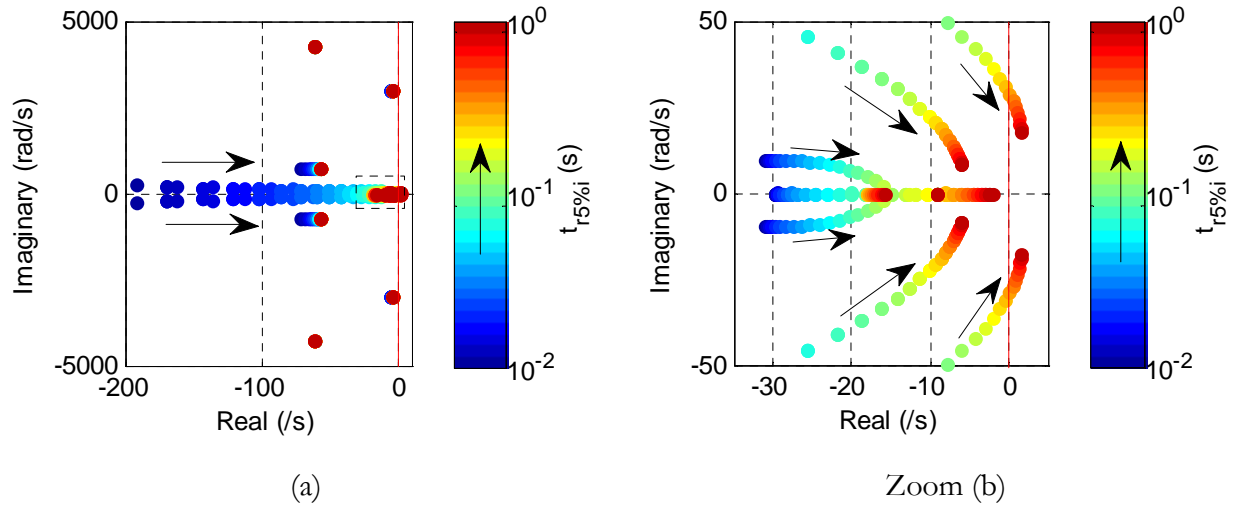 5000
0
-5000
-200
-100
0
Imaginary (rad/s)
Real (/s)
10^0
10^-1
10^-2
t_r5%i (s)
(a)
50
0
-50
-30
-20
-10
0
Imaginary (rad/s)
Real (/s)
10^0
10^-1
10^-2
t_r5%i (s)
Zoom (b)